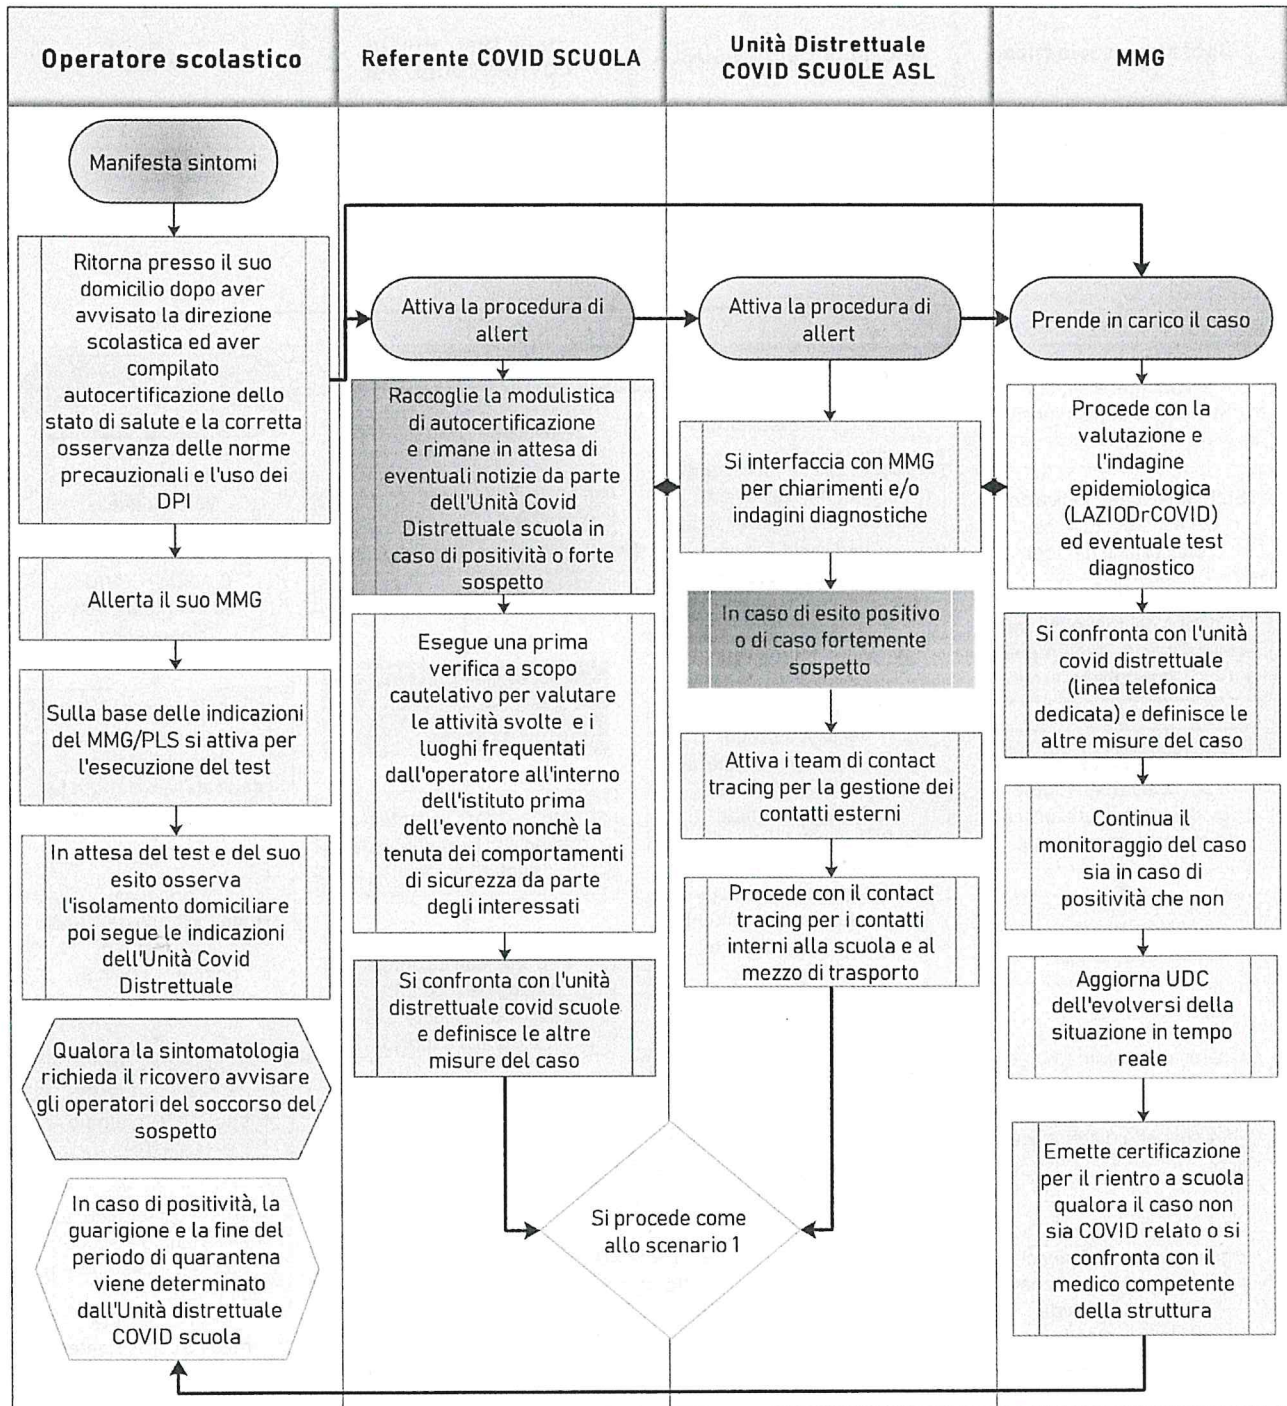 Operatore scolastico
Referente COVID SCUOLA
Unità Distrettuale
COVID SCUOLE ASL
MMG
Manifesta sintomi
Ritorna presso il suo
domicilio dopo aver
avvisato la direzione
scolastica ed aver
compilato
autocertificazione dello
stato di salute e la corretta
osservanza delle norme
precauzionali e l'uso dei
DPI
Allerta il suo MMG
Sulla base delle indicazioni
del MMG/PLS si attiva per
l'esecuzione del test
In attesa del test e del suo
esito osserva
l'isolamento domiciliare
poi segue le indicazioni
dell'Unità Covid
Distrettuale
Qualora la sintomatologia
richieda il ricovero avvisare
gli operatori del soccorso del
sospetto
In caso di positività, la
guarigione e la fine del
periodo di quarantena
viene determinato
dall'Unità distrettuale
COVID scuola
Attiva la procedura di
allert
Raccoglie la modulistica
di autocertificazione
e rimane in attesa di
eventuali notizie da parte
dell'Unità Covid
Distrettuale scuola in
caso di positività o forte
sospetto
Esegue una prima
verifica a scopo
cautelativo per valutare
le attività svolte e i
luoghi frequentati
dall'operatore all'interno
dell'istituto prima
dell'evento nonchè la
tenuta dei comportamenti
di sicurezza da parte
degli interessati
Si confronta con l'unità
distrettuale covid scuole
e definisce le altre
misure del caso
Attiva la procedura di
allert
Si interfaccia con MMG
per chiarimenti e/o
indagini diagnostiche
In caso di esito positivo
o di caso fortemente
sospetto
Attiva i team di contact
tracing per la gestione dei
contatti esterni
Procede con il contact
tracing per i contatti
interni alla scuola e al
mezzo di trasporto
Si procede come
allo scenario 1
Prende in carico il caso
Procede con la
valutazione e
l'indagine
epidemiologica
(LAZIODrCOVID)
ed eventuale test
diagnostico
Si confronta con l'unità
covid distrettuale
(linea telefonica
dedicata) e definisce le
altre misure del caso
Continua il
monitoraggio del caso
sia in caso di
positività che non
Aggiorna UDC
dell'evolversi della
situazione in tempo
reale
Emette certificazione
per il rientro a scuola
qualora il caso non
sia COVID relato o si
confronta con il
medico competente
della struttura